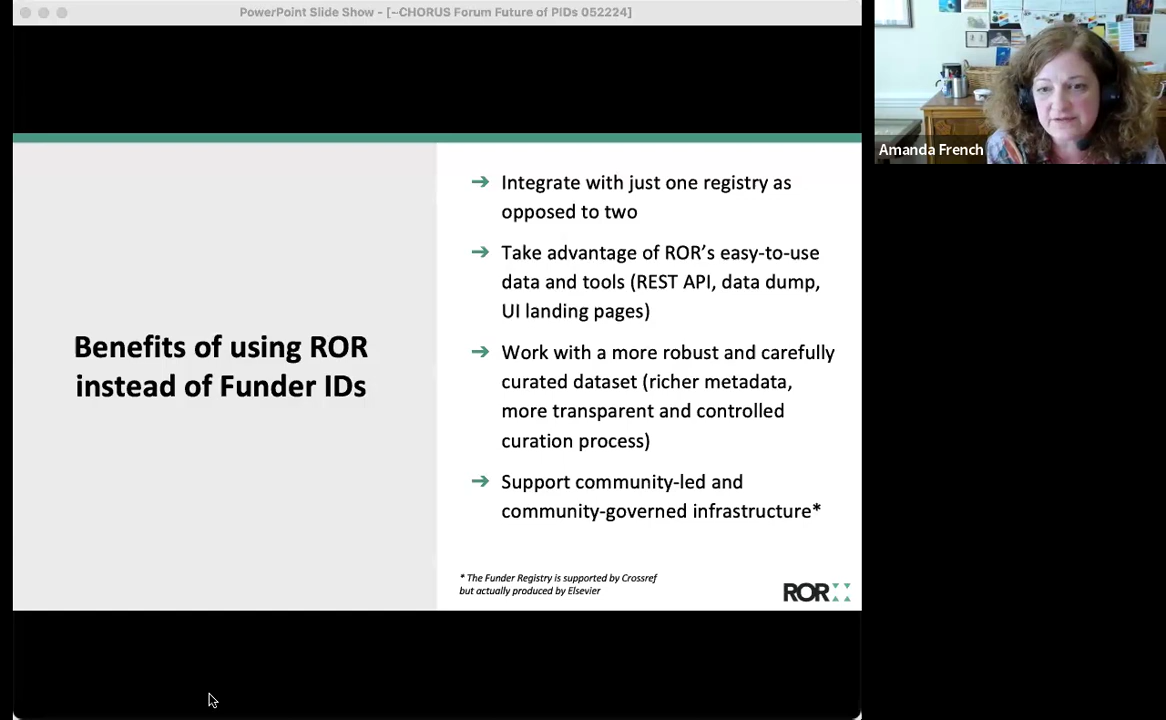 PowerPoint Slide Show - [~CHORUS Forum Future of PIDs 052224]
Amanda French
Benefits of using ROR
instead of Funder IDs
➔ Integrate with just one registry as
opposed to two
➔ Take advantage of ROR’s easy-to-use
data and tools (REST API, data dump,
UI landing pages)
➔ Work with a more robust and carefully
curated dataset (richer metadata,
more transparent and controlled
curation process)
➔ Support community-led and
community-governed infrastructure*
* The Funder Registry is supported by Crossref
but actually produced by Elsevier
ROR